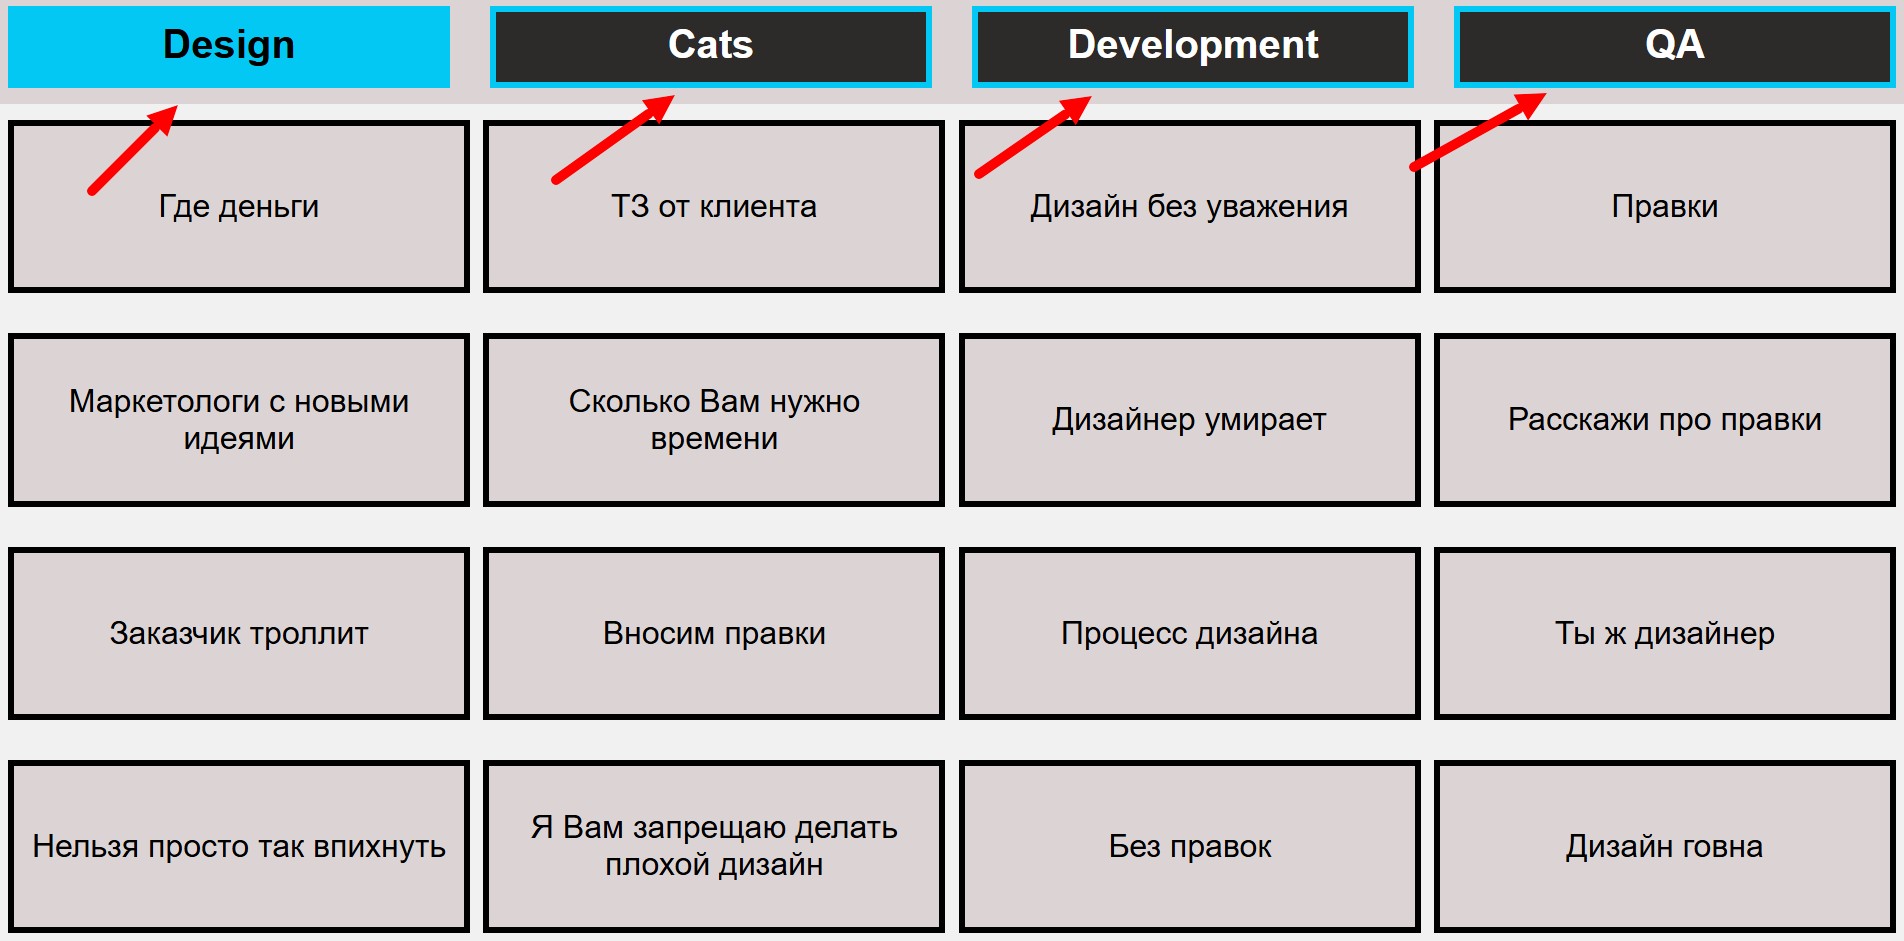 Design
Cats
Development
QA
Где деньги
ТЗ от клиента
Дизайн без уважения
Правки
Маркетологи с новыми
идеями
Сколько Вам нужно
времени
Дизайнер умирает
Расскажи про правки
Заказчик троллит
Вносим правки
Процесс дизайна
Ты ж дизайнер
Нельзя просто так впихнуть
Я Вам запрещаю делать
плохой дизайн
Без правок
Дизайн говна